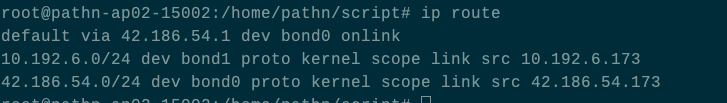 root@pathn-ap02-15002:/home/pathn/script# ip route
default via 42.186.54.1 dev bond0 onlink
10.192.6.0/24 dev bond1 proto kernel scope link src 10.192.6.173
42.186.54.0/24 dev bond0 proto kernel scope link src 42.186.54.173
root@pathn-ap02-15002:/home/pathn/script#